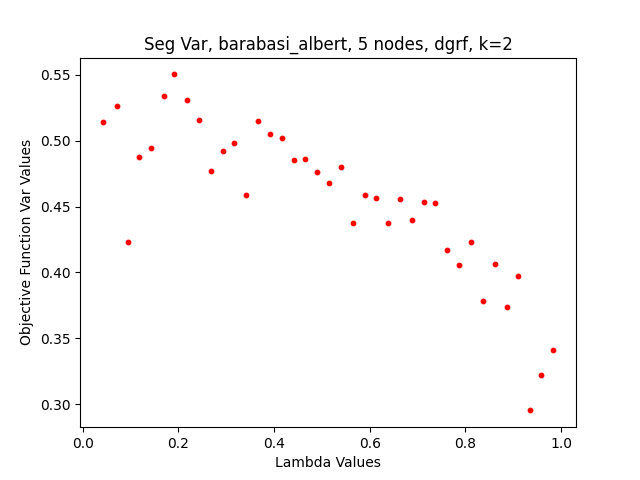 Seg Var, barabasi_albert, 5 nodes, dgrf, k=2
Objective Function Var Values
0.55
0.50
0.45
0.40
0.35
0.30
0.0 0.2 0.4 0.6 0.8 1.0
Lambda Values